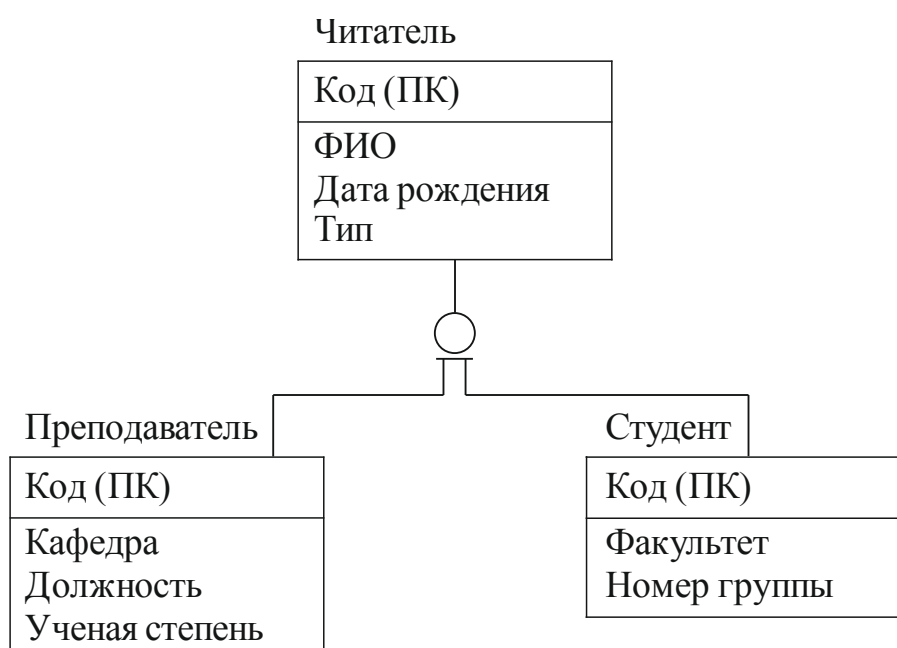 Читатель
Код (ПК)
ФИО
Дата рождения
Тип
Преподаватель
Код (ПК)
Кафедра
Должность
Ученая степень
Студент
Код (ПК)
Факультет
Номер группы